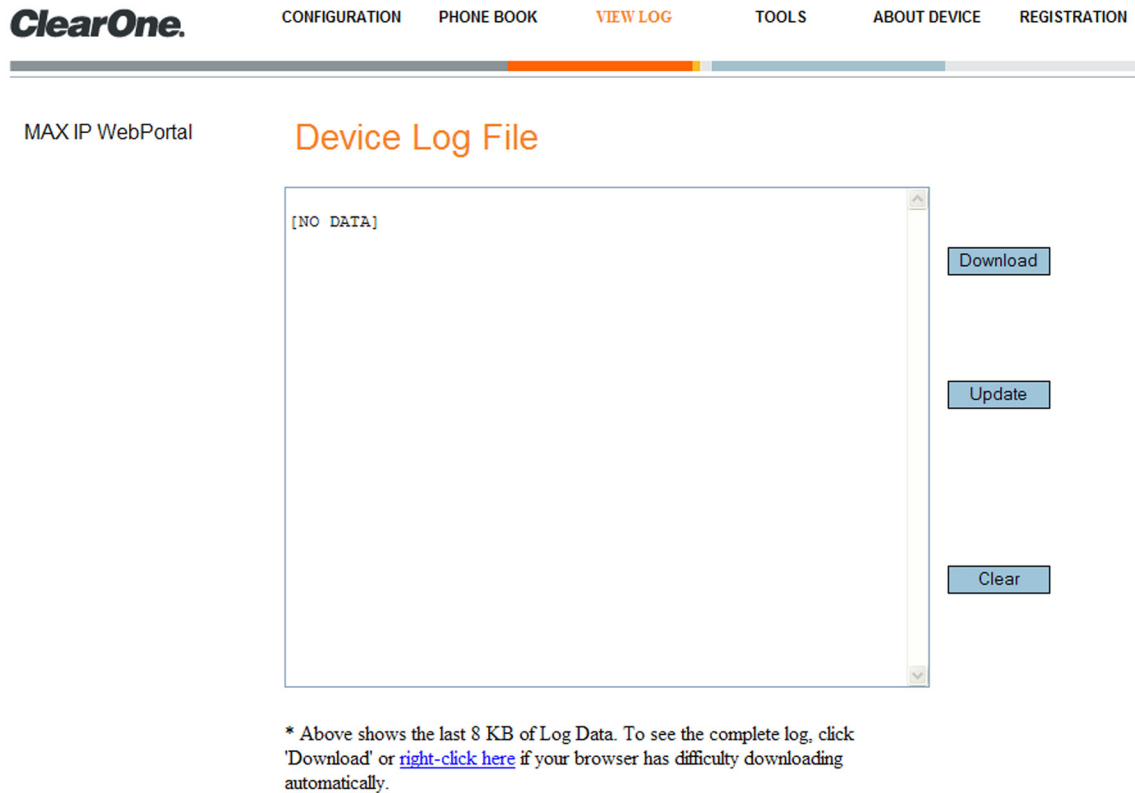 ClearOne.
CONFIGURATION PHONE BOOK VIEW LOG TOOLS ABOUT DEVICE REGISTRATION
MAX IP WebPortal
Device Log File
[NO DATA]
Download
Update
Clear
* Above shows the last 8 KB of Log Data. To see the complete log, click
'Download' or right-click here if your browser has difficulty downloading
automatically.